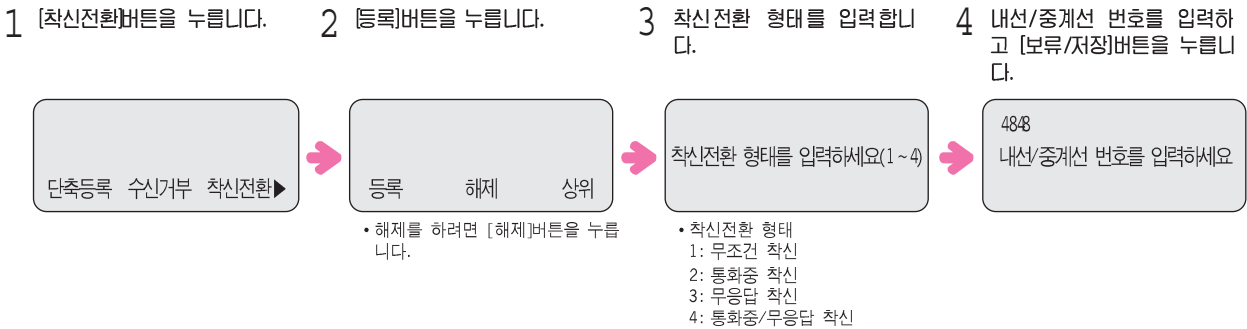 1 [착신전환]버튼을 누릅니다.
단축등록 수신거부 착신전환▶
2 [등록]버튼을 누릅니다.
등록 해제 상위
• 해제를 하려면 [해제]버튼을 누릅
니다.
3 착신전환 형태를 입력합니
다.
착신전환 형태를 입력하세요(1~4)
• 착신전환 형태
1: 무조건 착신
2: 통화중 착신
3: 무응답 착신
4: 통화중/무응답 착신
4 내선/중계선 번호를 입력하
고 [보류/저장]버튼을 누릅니
다.
4848
내선/중계선 번호를 입력하세요